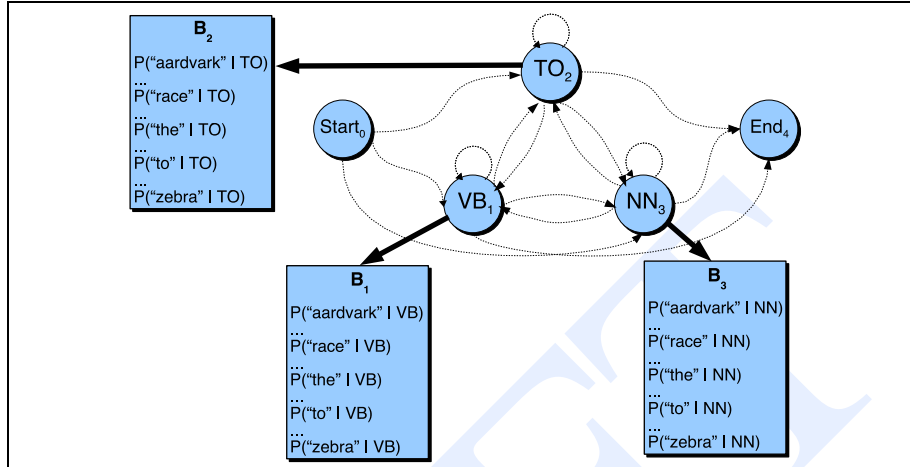 B2
P(“aardvark” | TO)
...
P(“race” | TO)
...
P(“the” | TO)
...
P(“to” | TO)
...
P(“zebra” | TO)
TO2
Start0
End4
VB1
NN3
B1
P(“aardvark” | VB)
...
P(“race” | VB)
...
P(“the” | VB)
...
P(“to” | VB)
...
P(“zebra” | VB)
B3
P(“aardvark” | NN)
...
P(“race” | NN)
...
P(“the” | NN)
...
P(“to” | NN)
...
P(“zebra” | NN)